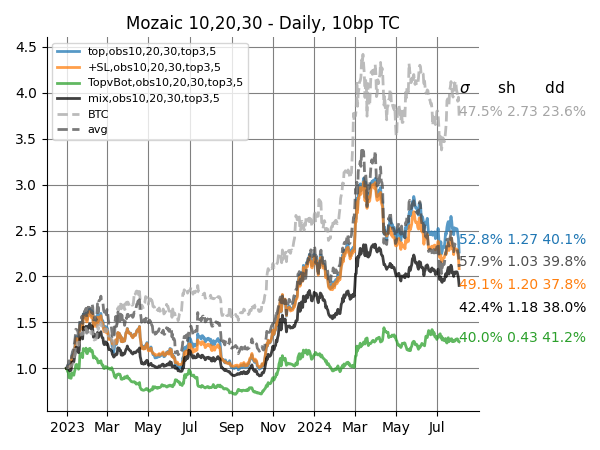 Mozaic 10,20,30 - Daily, 10bp TC
top,obs10,20,30,top3,5
+SL,obs10,20,30,top3,5
TopvBot,obs10,20,30,top3,5
mix,obs10,20,30,top3,5
BTC
avg
4.5
4.0
3.5
3.0
2.5
2.0
1.5
1.0
σ sh dd
47.5% 2.73 23.6%
52.8% 1.27 40.1%
57.9% 1.03 39.8%
49.1% 1.20 37.8%
42.4% 1.18 38.0%
40.0% 0.43 41.2%
2023 Mar May Jul Sep Nov 2024 Mar May Jul